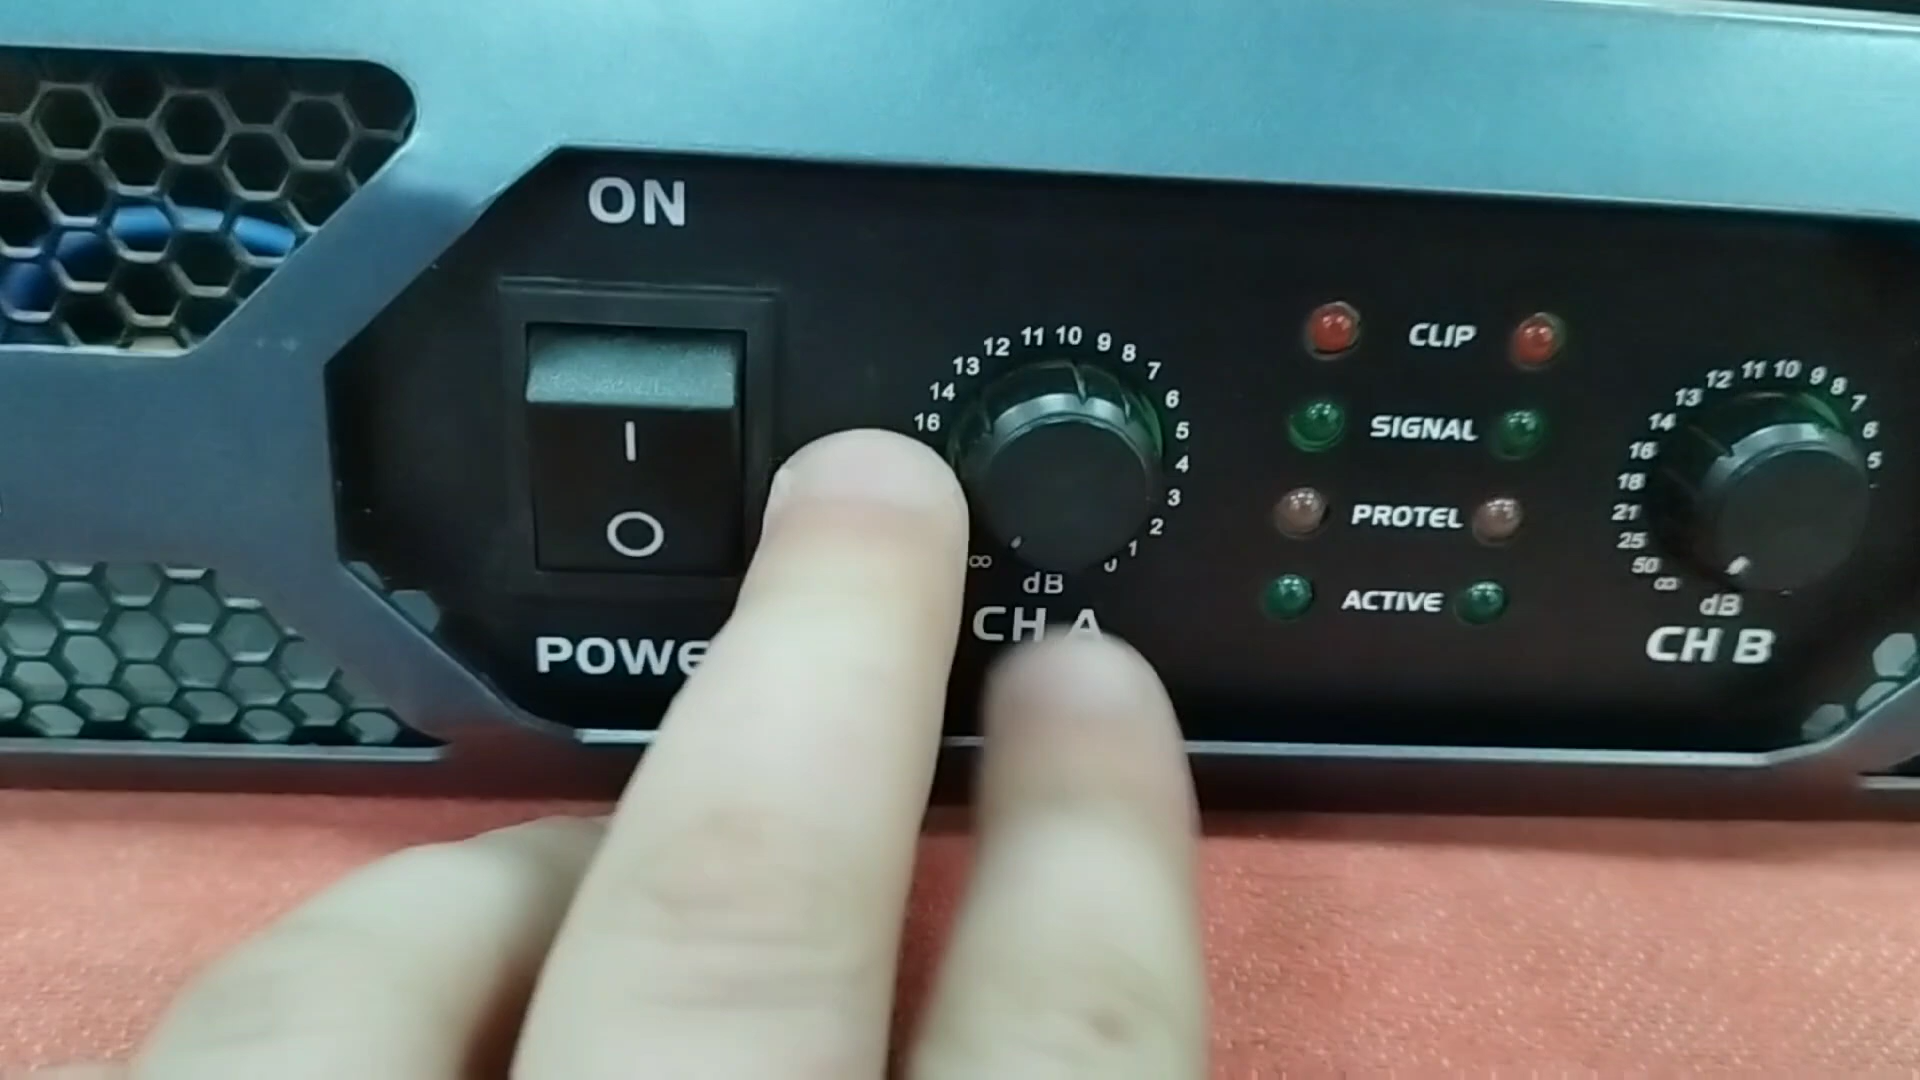 ON
I
O
POWE
16 14 13 12 11 10 9 8 7 6 5 4 3 2 1
∞
dB
CH A
CLIP
SIGNAL
PROTEL
ACTIVE
∞ 50 25 21 18 16 14 13 12 11 10 9 8 7 6 5
dB
CH B